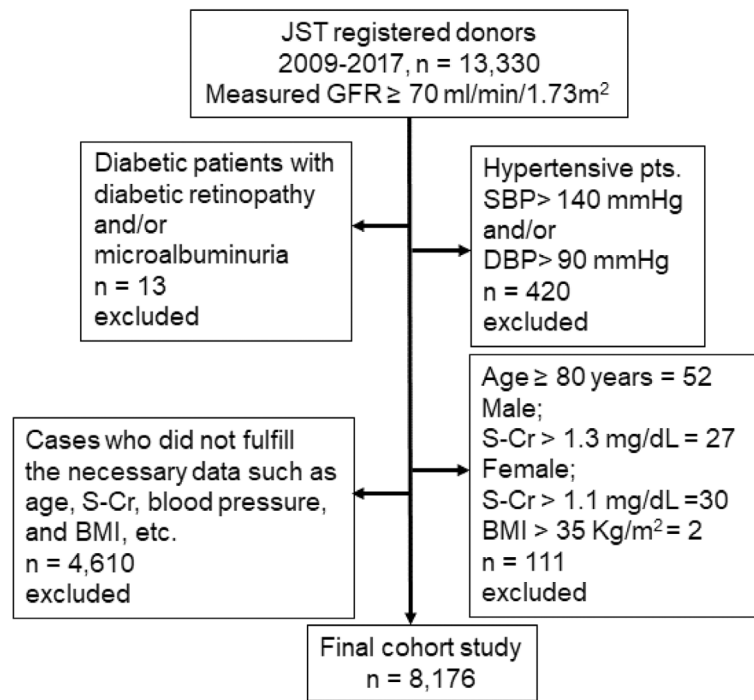 JST registered donors
2009-2017, n = 13,330
Measured GFR ≥ 70 ml/min/1.73m²
Diabetic patients with
diabetic retinopathy
and/or
microalbuminuria
n = 13
excluded
Hypertensive pts.
SBP> 140 mmHg
and/or
DBP> 90 mmHg
n = 420
excluded
Cases who did not fulfill
the necessary data such as
age, S-Cr, blood pressure,
and BMI, etc.
n = 4,610
excluded
Age ≥ 80 years = 52
Male;
S-Cr > 1.3 mg/dL = 27
Female;
S-Cr > 1.1 mg/dL =30
BMI > 35 Kg/m² = 2
n = 111
excluded
Final cohort study
n = 8,176